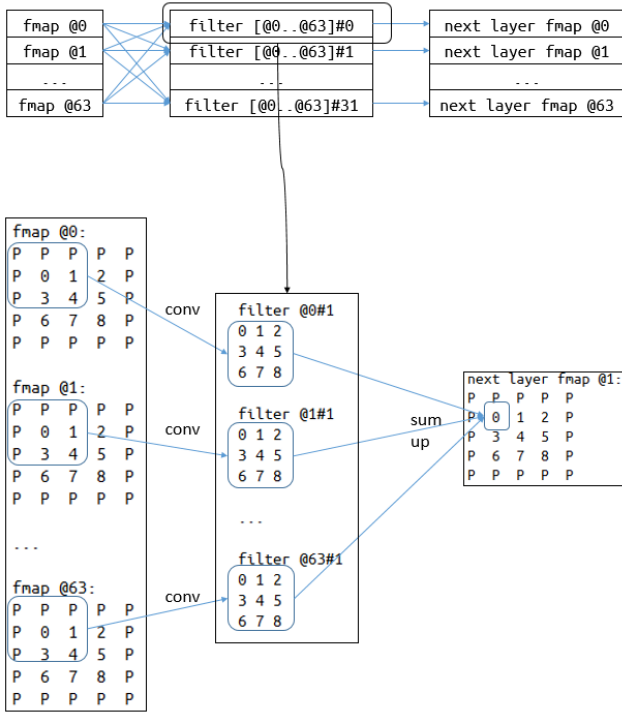 fmap @0
fmap @1
...
fmap @63
filter [@0..@63]#0
filter [@0..@63]#1
...
filter [@0..@63]#31
next layer fmap @0
next layer fmap @1
...
next layer fmap @63
fmap @0:
P P P P P
P 0 1 2 P
P 3 4 5 P
P 6 7 8 P
P P P P P
fmap @1:
P P P P P
P 0 1 2 P
P 3 4 5 P
P 6 7 8 P
P P P P P
...
fmap @63:
P P P P P
P 0 1 2 P
P 3 4 5 P
P 6 7 8 P
P P P P P
conv
conv
conv
filter @0#1
0 1 2
3 4 5
6 7 8
filter @1#1
0 1 2
3 4 5
6 7 8
...
filter @63#1
0 1 2
3 4 5
6 7 8
sum
up
next layer fmap @1:
P P P P P
P 0 1 2 P
P 3 4 5 P
P 6 7 8 P
P P P P P